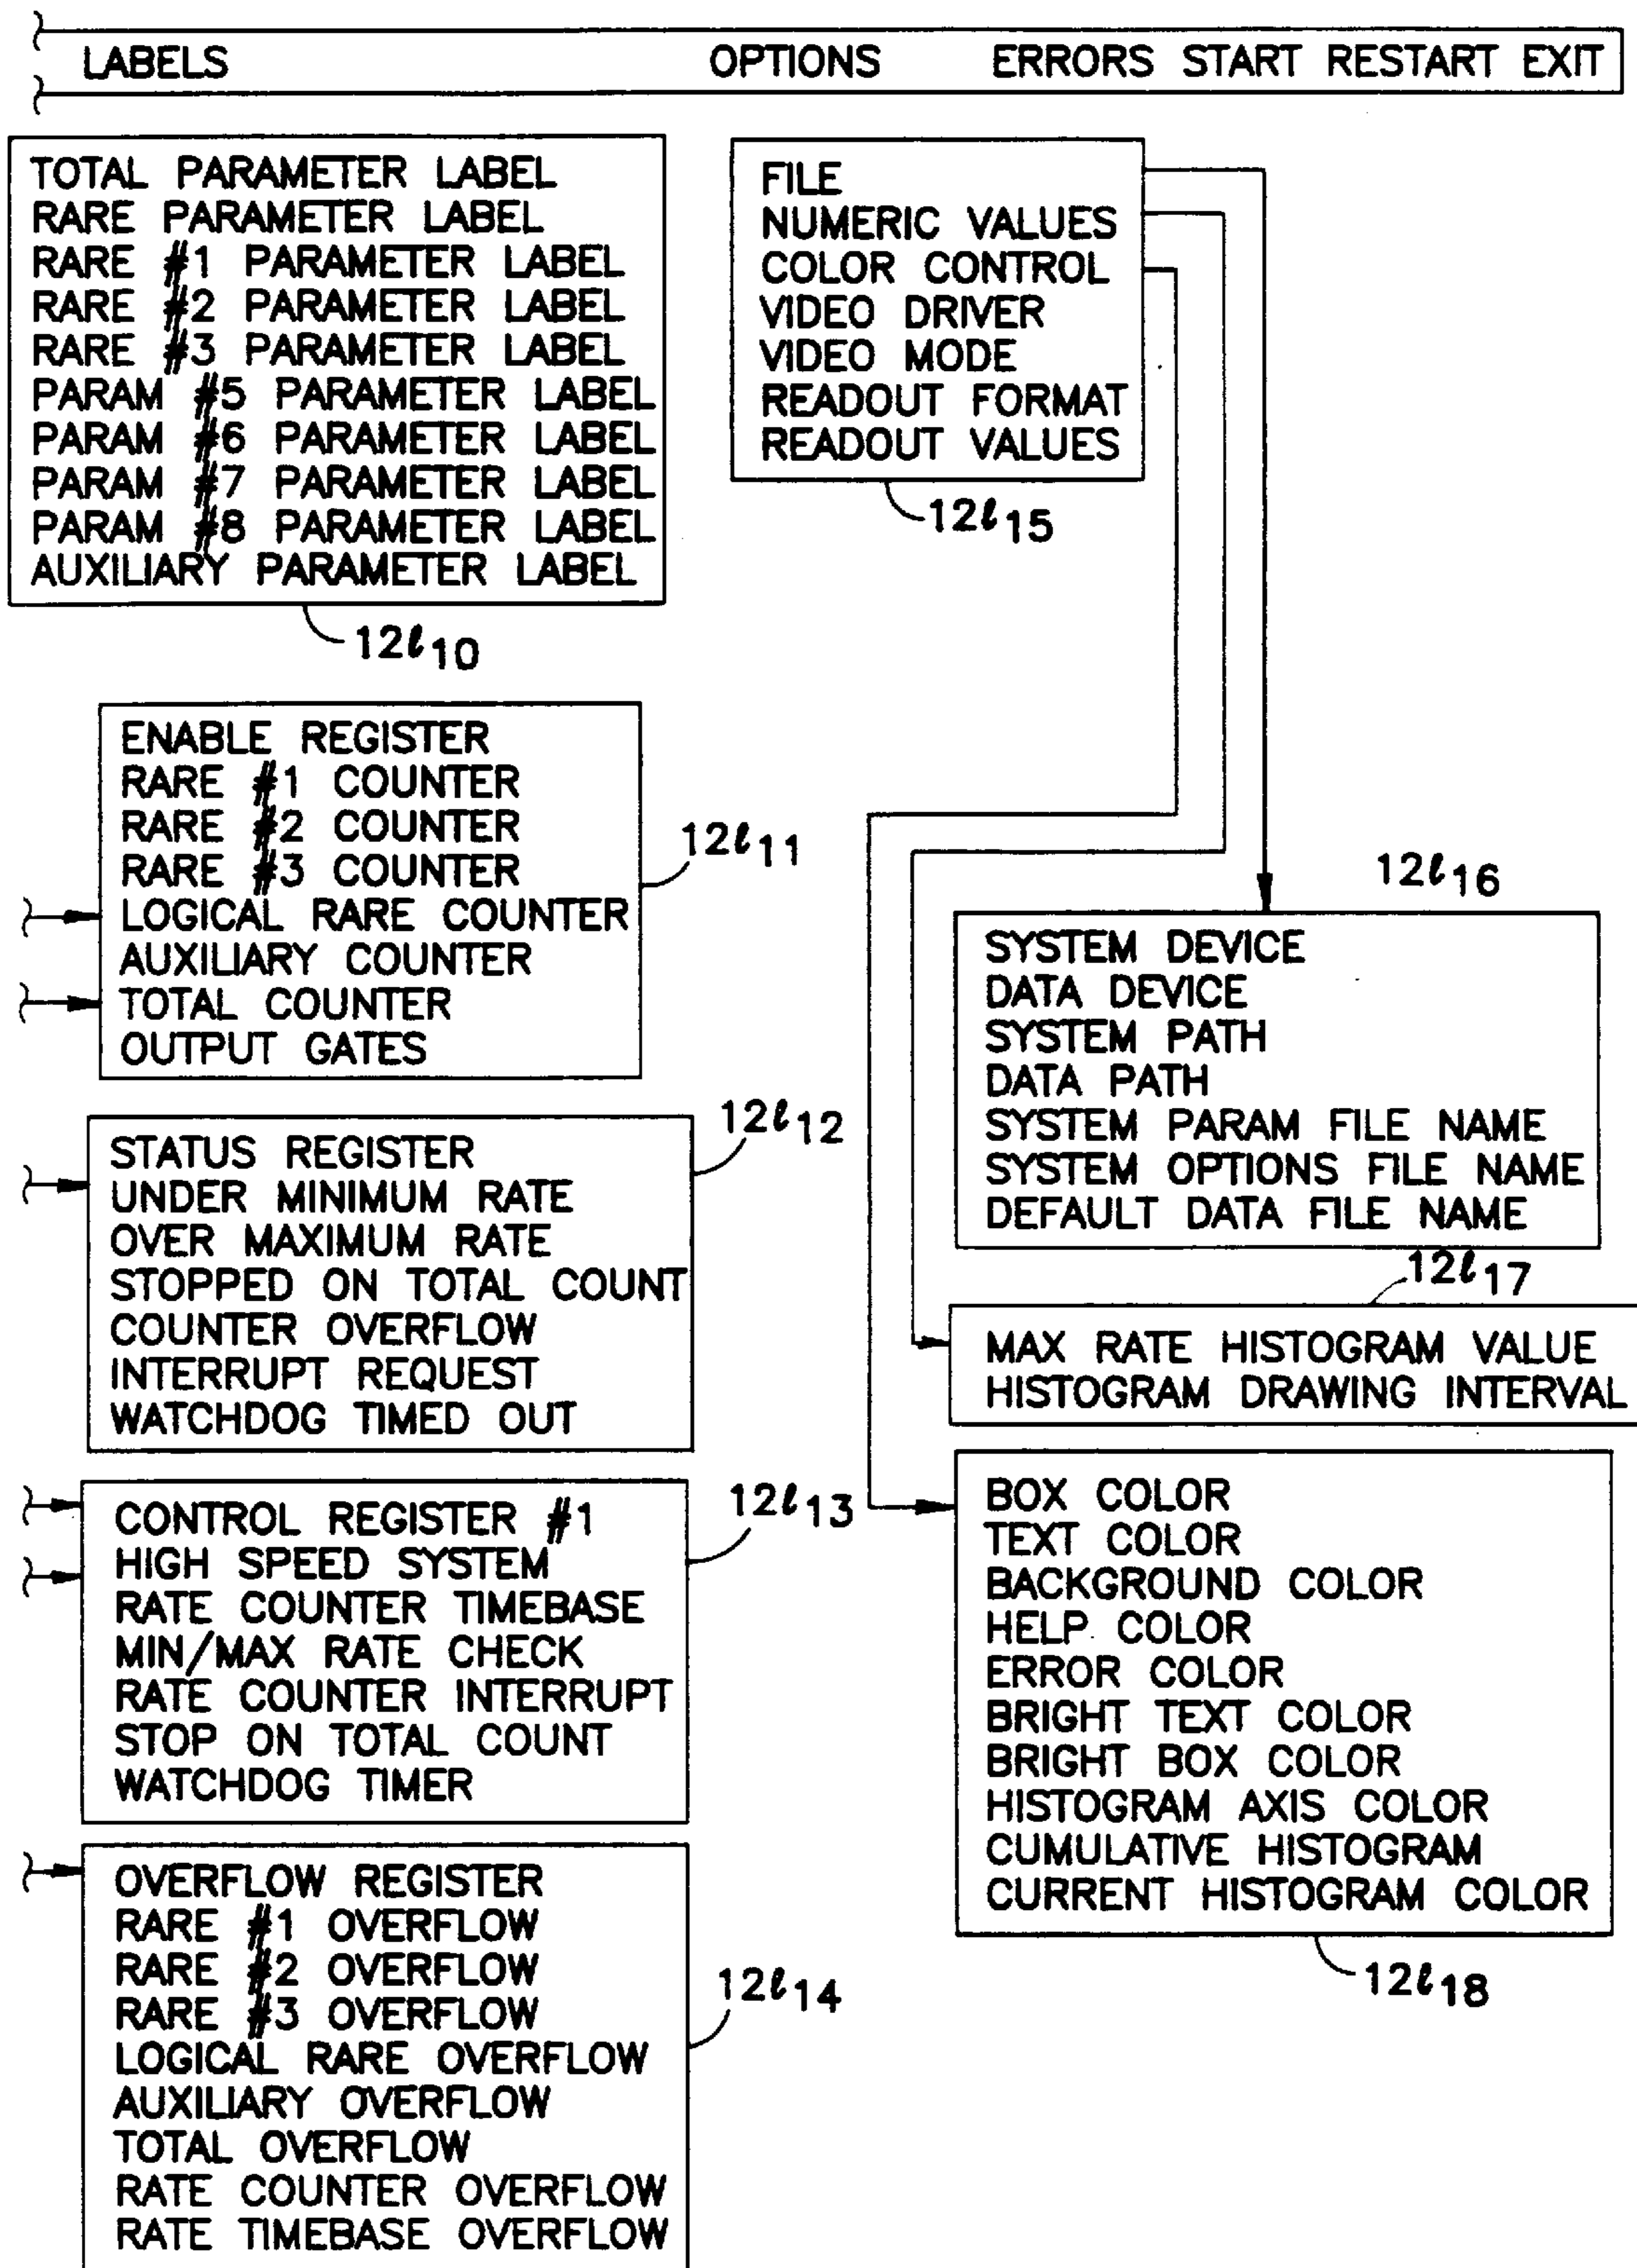 LABELS OPTIONS ERRORS START RESTART EXIT
TOTAL PARAMETER LABEL
RARE PARAMETER LABEL
RARE #1 PARAMETER LABEL
RARE #2 PARAMETER LABEL
RARE #3 PARAMETER LABEL
PARAM #5 PARAMETER LABEL
PARAM #6 PARAMETER LABEL
PARAM #7 PARAMETER LABEL
PARAM #8 PARAMETER LABEL
AUXILIARY PARAMETER LABEL
12ℓ10
ENABLE REGISTER
RARE #1 COUNTER
RARE #2 COUNTER
RARE #3 COUNTER
LOGICAL RARE COUNTER
AUXILIARY COUNTER
TOTAL COUNTER
OUTPUT GATES
12ℓ11
STATUS REGISTER
UNDER MINIMUM RATE
OVER MAXIMUM RATE
STOPPED ON TOTAL COUNT
COUNTER OVERFLOW
INTERRUPT REQUEST
WATCHDOG TIMED OUT
12ℓ12
CONTROL REGISTER #1
HIGH SPEED SYSTEM
RATE COUNTER TIMEBASE
MIN/MAX RATE CHECK
RATE COUNTER INTERRUPT
STOP ON TOTAL COUNT
WATCHDOG TIMER
12ℓ13
OVERFLOW REGISTER
RARE #1 OVERFLOW
RARE #2 OVERFLOW
RARE #3 OVERFLOW
LOGICAL RARE OVERFLOW
AUXILIARY OVERFLOW
TOTAL OVERFLOW
RATE COUNTER OVERFLOW
RATE TIMEBASE OVERFLOW
12ℓ14
FILE
NUMERIC VALUES
COLOR CONTROL
VIDEO DRIVER
VIDEO MODE
READOUT FORMAT
READOUT VALUES
12ℓ15
12ℓ16
SYSTEM DEVICE
DATA DEVICE
SYSTEM PATH
DATA PATH
SYSTEM PARAM FILE NAME
SYSTEM OPTIONS FILE NAME
DEFAULT DATA FILE NAME
12ℓ17
MAX RATE HISTOGRAM VALUE
HISTOGRAM DRAWING INTERVAL
BOX COLOR
TEXT COLOR
BACKGROUND COLOR
HELP COLOR
ERROR COLOR
BRIGHT TEXT COLOR
BRIGHT BOX COLOR
HISTOGRAM AXIS COLOR
CUMULATIVE HISTOGRAM
CURRENT HISTOGRAM COLOR
12ℓ18